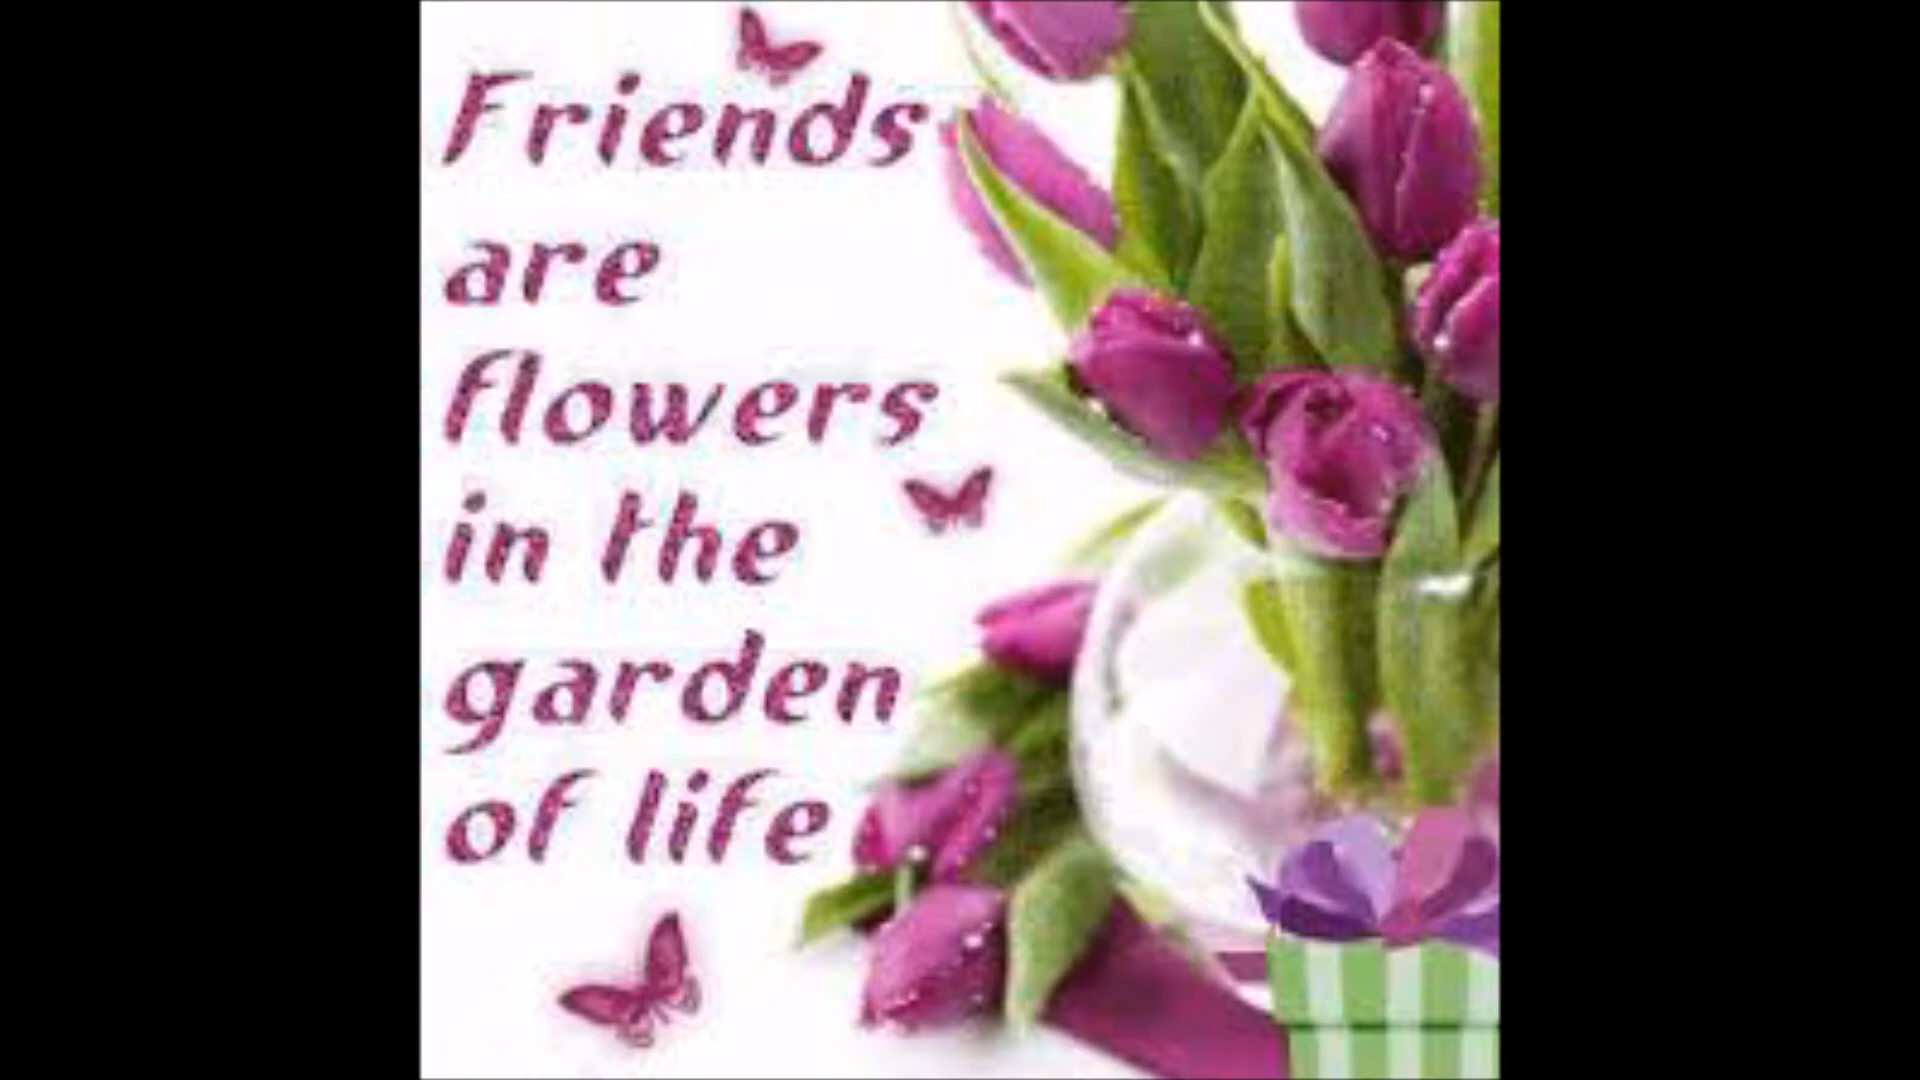 Friends
are
flowers
in the
garden
of life